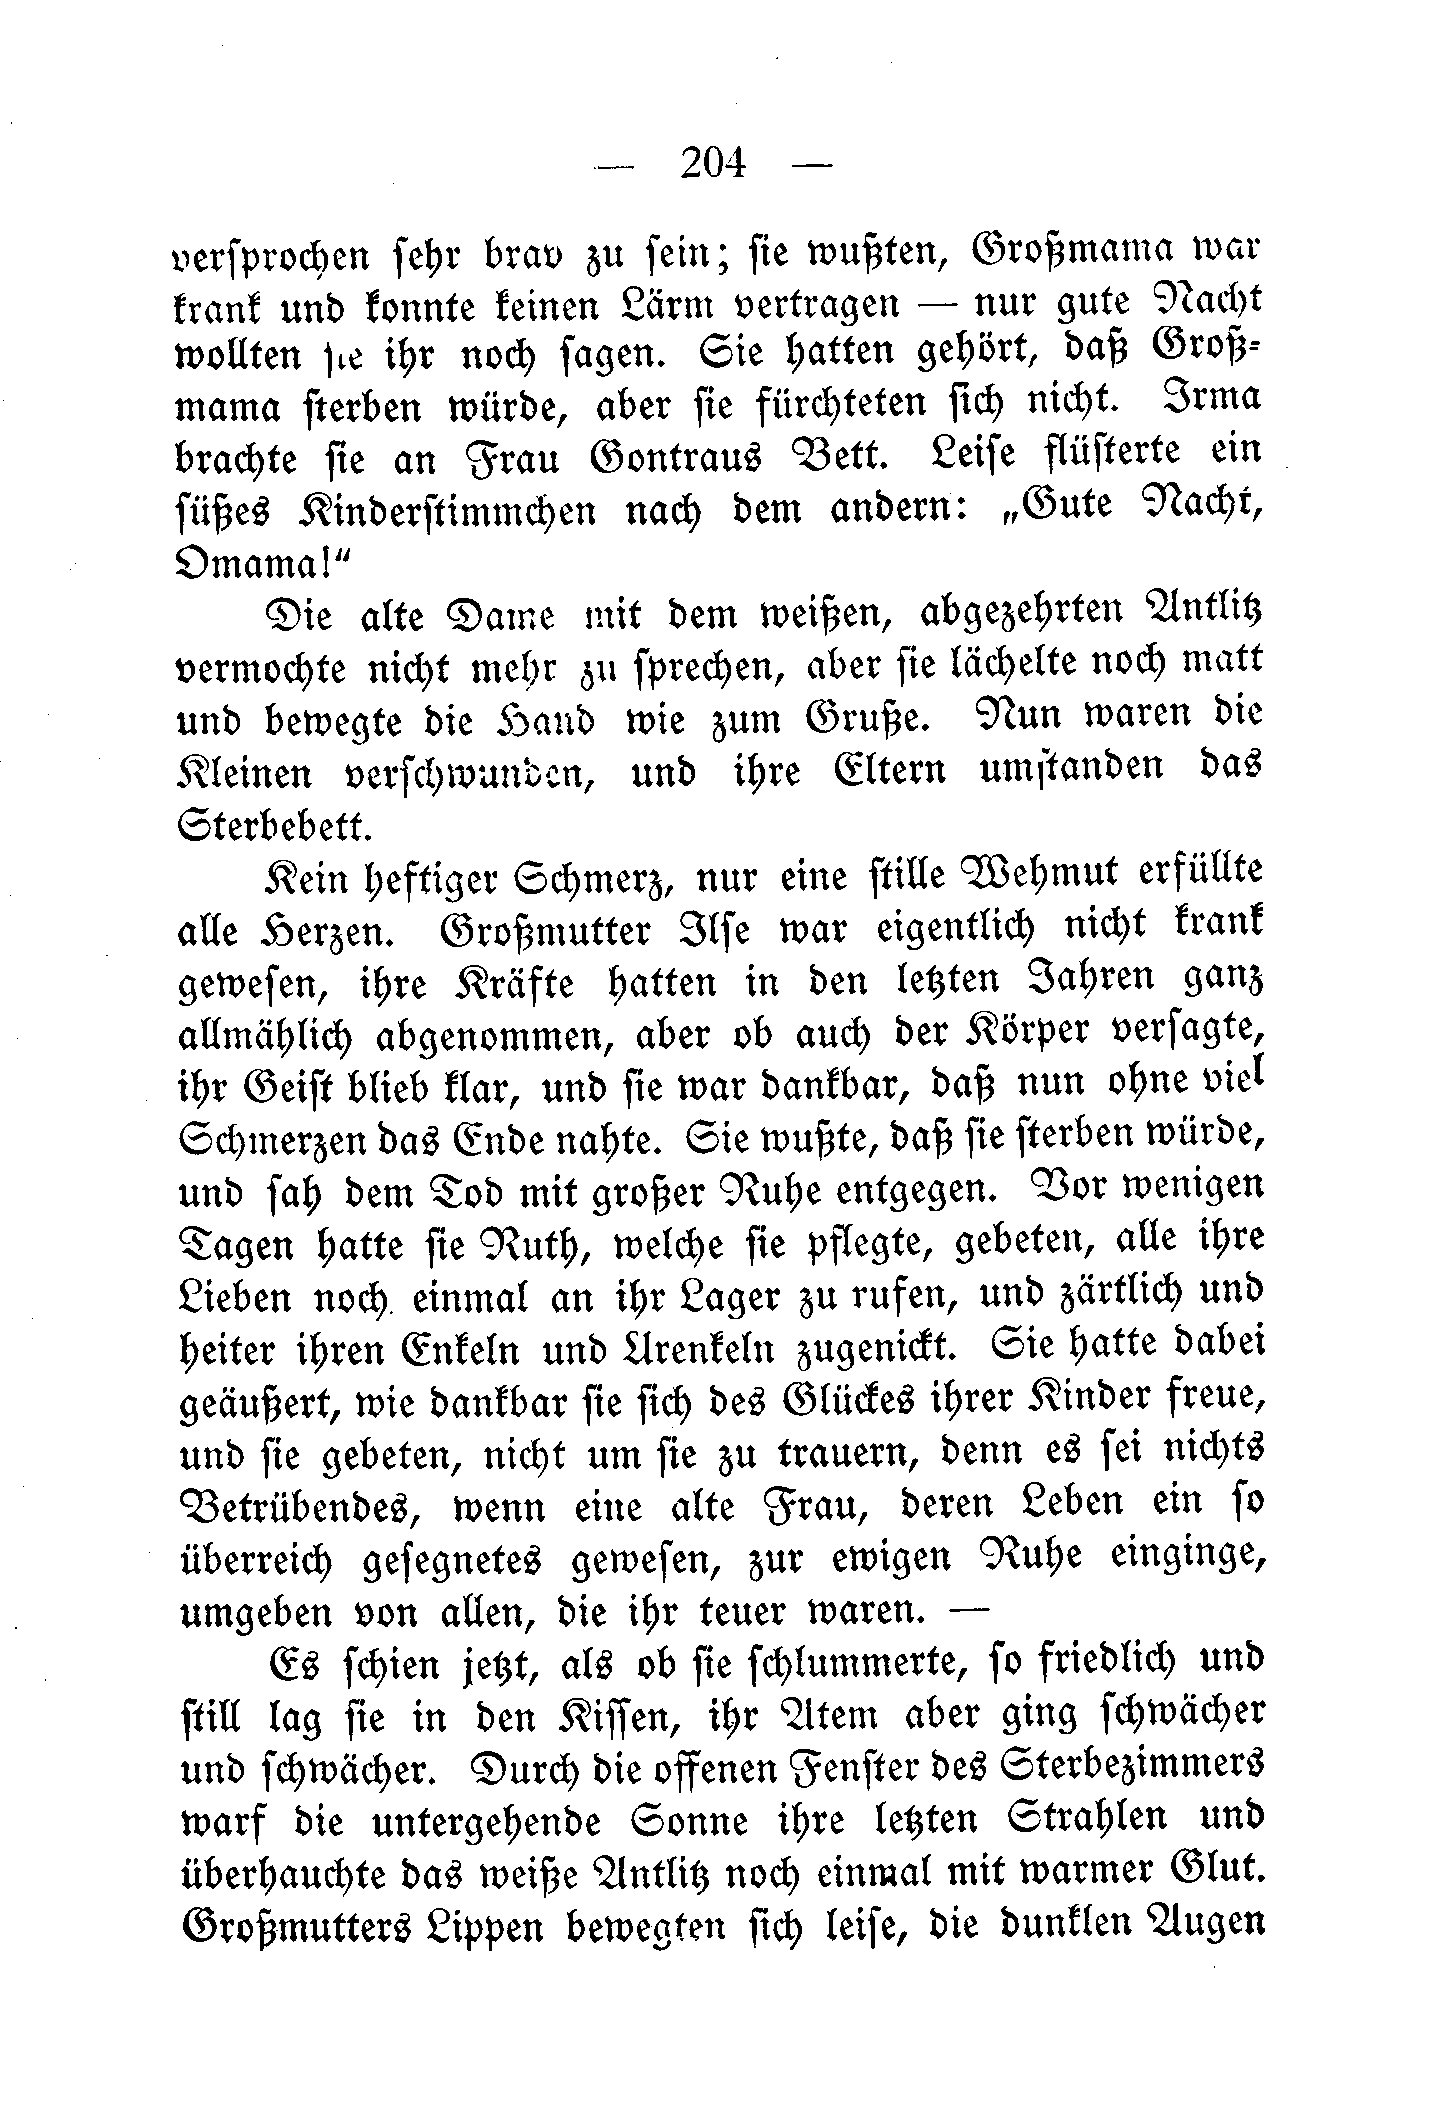 — 204 —
versprochen sehr brav zu sein; sie wußten, Großmama war
krank und konnte keinen Lärm vertragen — nur gute Nacht
wollten sie ihr noch sagen. Sie hatten gehört, daß Groß-
mama sterben würde, aber sie fürchteten sich nicht. Irma
brachte sie an Frau Gontraus Bett. Leise flüsterte ein
süßes Kinderstimmchen nach dem andern: „Gute Nacht,
Omama!“
Die alte Dame mit dem weißen, abgezehrten Antlitz
vermochte nicht mehr zu sprechen, aber sie lächelte noch matt
und bewegte die Hand wie zum Gruße. Nun waren die
Kleinen verschwunden, und ihre Eltern umstanden das
Sterbebett.
Kein heftiger Schmerz, nur eine stille Wehmut erfüllte
alle Herzen. Großmutter Ilse war eigentlich nicht krank
gewesen, ihre Kräfte hatten in den letzten Jahren ganz
allmählich abgenommen, aber ob auch der Körper versagte,
ihr Geist blieb klar, und sie war dankbar, daß nun ohne viel
Schmerzen das Ende nahte. Sie wußte, daß sie sterben würde,
und sah dem Tod mit großer Ruhe entgegen. Vor wenigen
Tagen hatte sie Ruth, welche sie pflegte, gebeten, alle ihre
Lieben noch einmal an ihr Lager zu rufen, und zärtlich und
heiter ihren Enkeln und Urenkeln zugenickt. Sie hatte dabei
geäußert, wie dankbar sie sich des Glückes ihrer Kinder freue,
und sie gebeten, nicht um sie zu trauern, denn es sei nichts
Betrübendes, wenn eine alte Frau, deren Leben ein so
überreich gesegnetes gewesen, zur ewigen Ruhe einginge,
umgeben von allen, die ihr teuer waren. —
Es schien jetzt, als ob sie schlummerte, so friedlich und
still lag sie in den Kissen, ihr Atem aber ging schwächer
und schwächer. Durch die offenen Fenster des Sterbezimmers
warf die untergehende Sonne ihre letzten Strahlen und
überhauchte das weiße Antlitz noch einmal mit warmer Glut.
Großmutters Lippen bewegten sich leise, die dunklen Augen